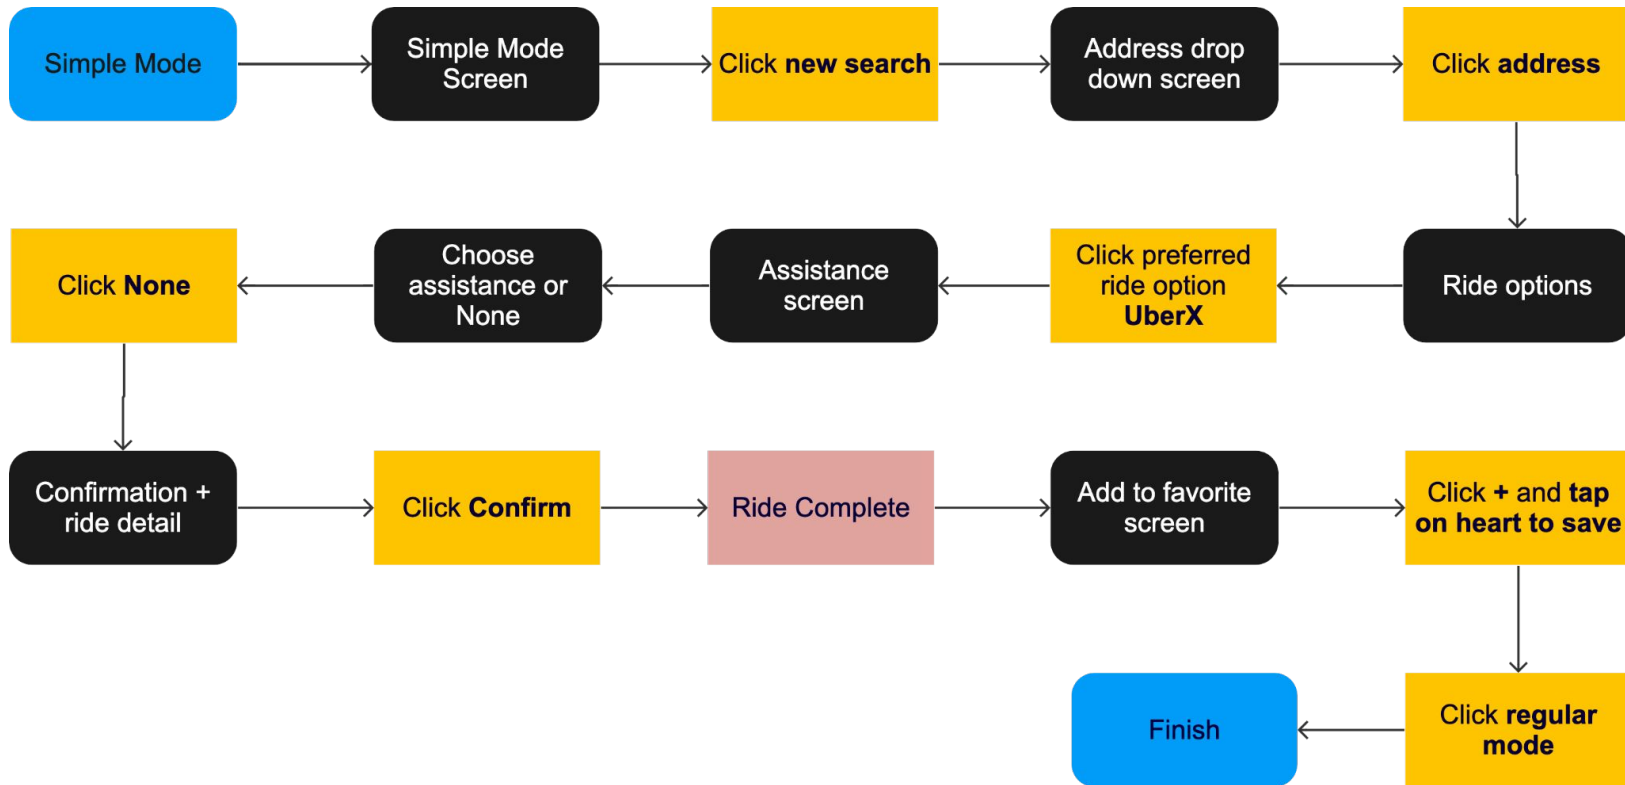 Simple Mode
Simple Mode
Screen
Click new search
Address drop
down screen
Click address
Click None
Choose
assistance or
None
Assistance
screen
Click preferred
ride option
UberX
Ride options
Confirmation +
ride detail
Click Confirm
Ride Complete
Add to favorite
screen
Click + and tap
on heart to save
Finish
Click regular
mode